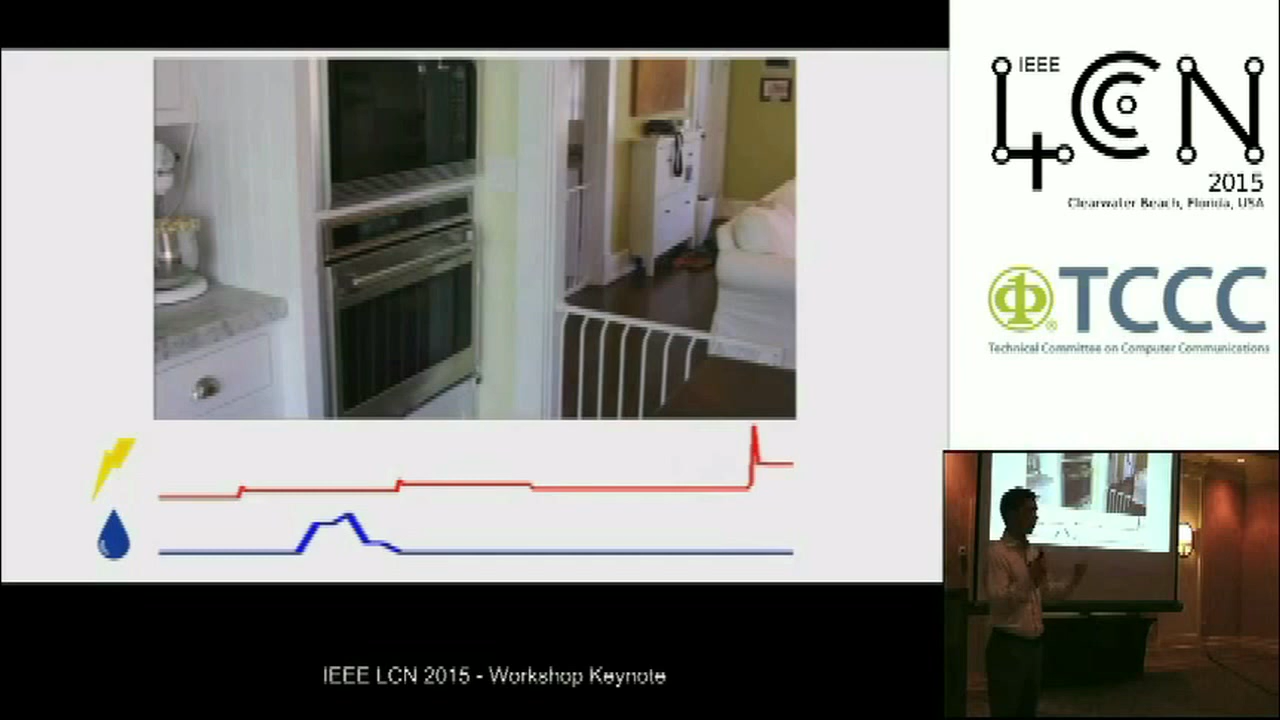 IEEE
LCN
2015
Clearwater Beach, Florida, USA
TCCC
Technical Committee on Computer Communications
IEEE LCN 2015 - Workshop Keynote